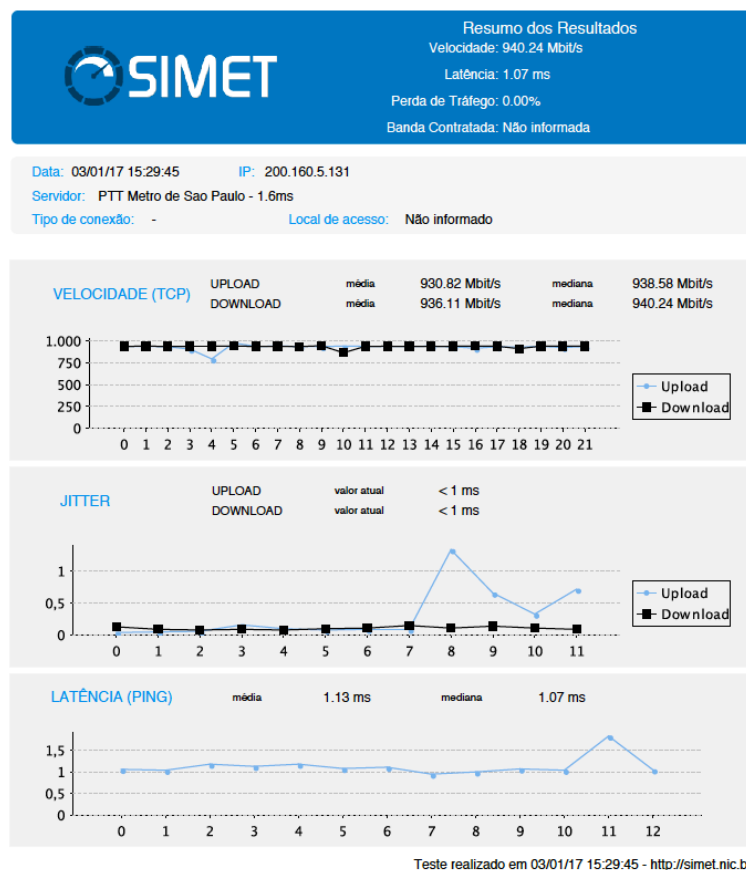 SIMET
Resumo dos Resultados
Velocidade: 940.24 Mbit/s
Latência: 1.07 ms
Perda de Tráfego: 0.00%
Banda Contratada: Não informada
Data: 03/01/17 15:29:45 IP: 200.160.5.131
Servidor: PTT Metro de Sao Paulo - 1.6ms
Tipo de conexão: - Local de acesso: Não informado
VELOCIDADE (TCP)
UPLOAD média 930.82 Mbit/s mediana 938.58 Mbit/s
DOWNLOAD média 936.11 Mbit/s mediana 940.24 Mbit/s
1.000
750
500
250
0
0 1 2 3 4 5 6 7 8 9 10 11 12 13 14 15 16 17 18 19 20 21
Upload
Download
JITTER
UPLOAD valor atual < 1 ms
DOWNLOAD valor atual < 1 ms
1
0,5
0
0 1 2 3 4 5 6 7 8 9 10 11
Upload
Download
LATÊNCIA (PING) média 1.13 ms mediana 1.07 ms
1,5
1
0,5
0
0 1 2 3 4 5 6 7 8 9 10 11 12
Teste realizado em 03/01/17 15:29:45 - http://simet.nic.b